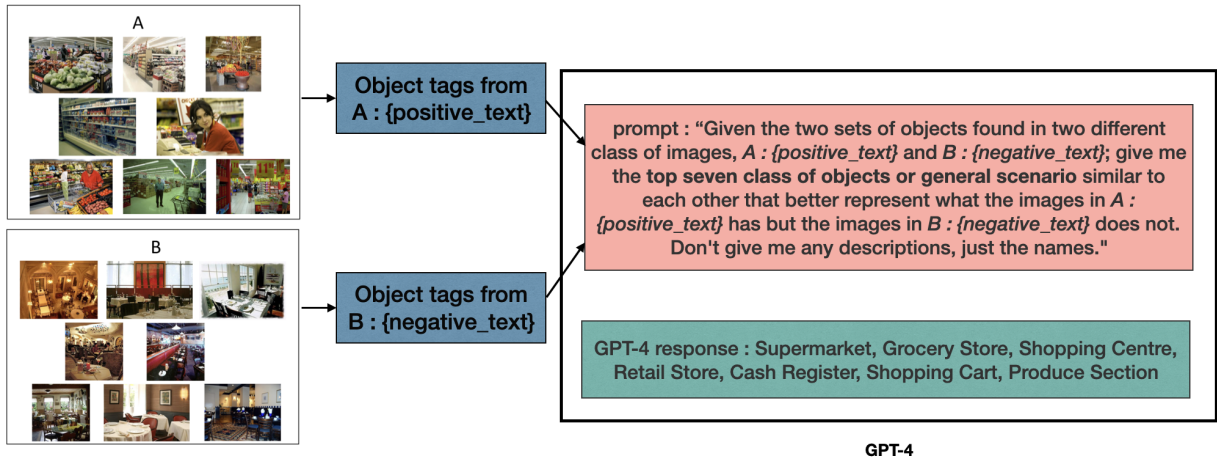 A
Object tags from
A : {positive_text}
prompt : “Given the two sets of objects found in two different
class of images, A : {positive_text} and B : {negative_text}; give me
the top seven class of objects or general scenario similar to
each other that better represent what the images in A :
{positive_text} has but the images in B : {negative_text} does not.
Don't give me any descriptions, just the names."
B
Object tags from
B : {negative_text}
GPT-4 response : Supermarket, Grocery Store, Shopping Centre,
Retail Store, Cash Register, Shopping Cart, Produce Section
GPT-4